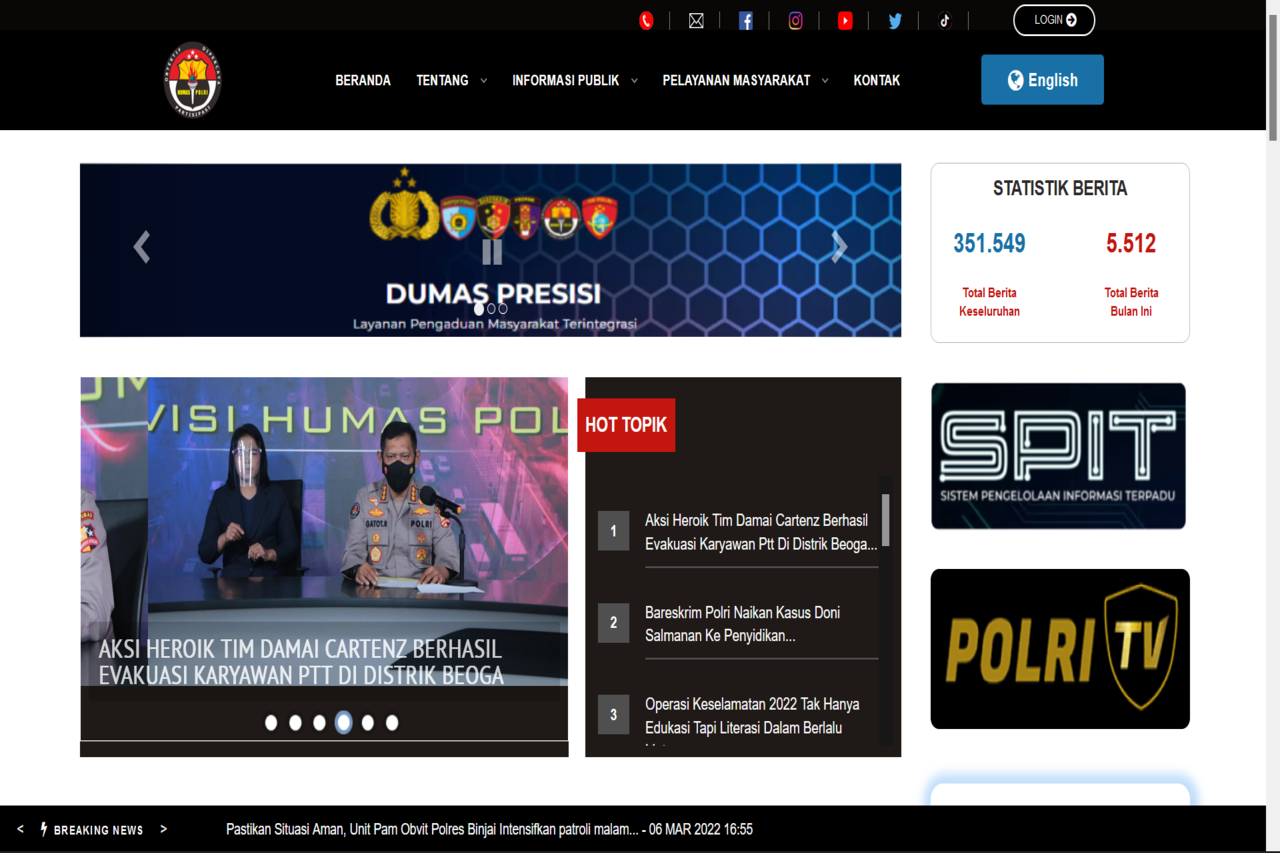 LOGIN
BERANDA TENTANG INFORMASI PUBLIK PELAYANAN MASYARAKAT KONTAK
English
HUMAS POLRI
DUMAS PRESISI
Layanan Pengaduan Masyarakat Terintegrasi
STATISTIK BERITA
351.549 5.512
Total Berita Keseluruhan
Total Berita Bulan Ini
VISI HUMAS POL
GATOT.R POLRI
AKSI HEROIK TIM DAMAI CARTENZ BERHASIL
EVAKUASI KARYAWAN PTT DI DISTRIK BEOGA
HOT TOPIK
1 Aksi Heroik Tim Damai Cartenz Berhasil
Evakuasi Karyawan Ptt Di Distrik Beoga...
2 Bareskrim Polri Naikan Kasus Doni
Salmanan Ke Penyidikan...
3 Operasi Keselamatan 2022 Tak Hanya
Edukasi Tapi Literasi Dalam Berlalu
SPIT
SISTEM PENGELOLAAN INFORMASI TERPADU
POLRI TV
< BREAKING NEWS > Pastikan Situasi Aman, Unit Pam Obvit Polres Binjai Intensifkan patroli malam... - 06 MAR 2022 16:55